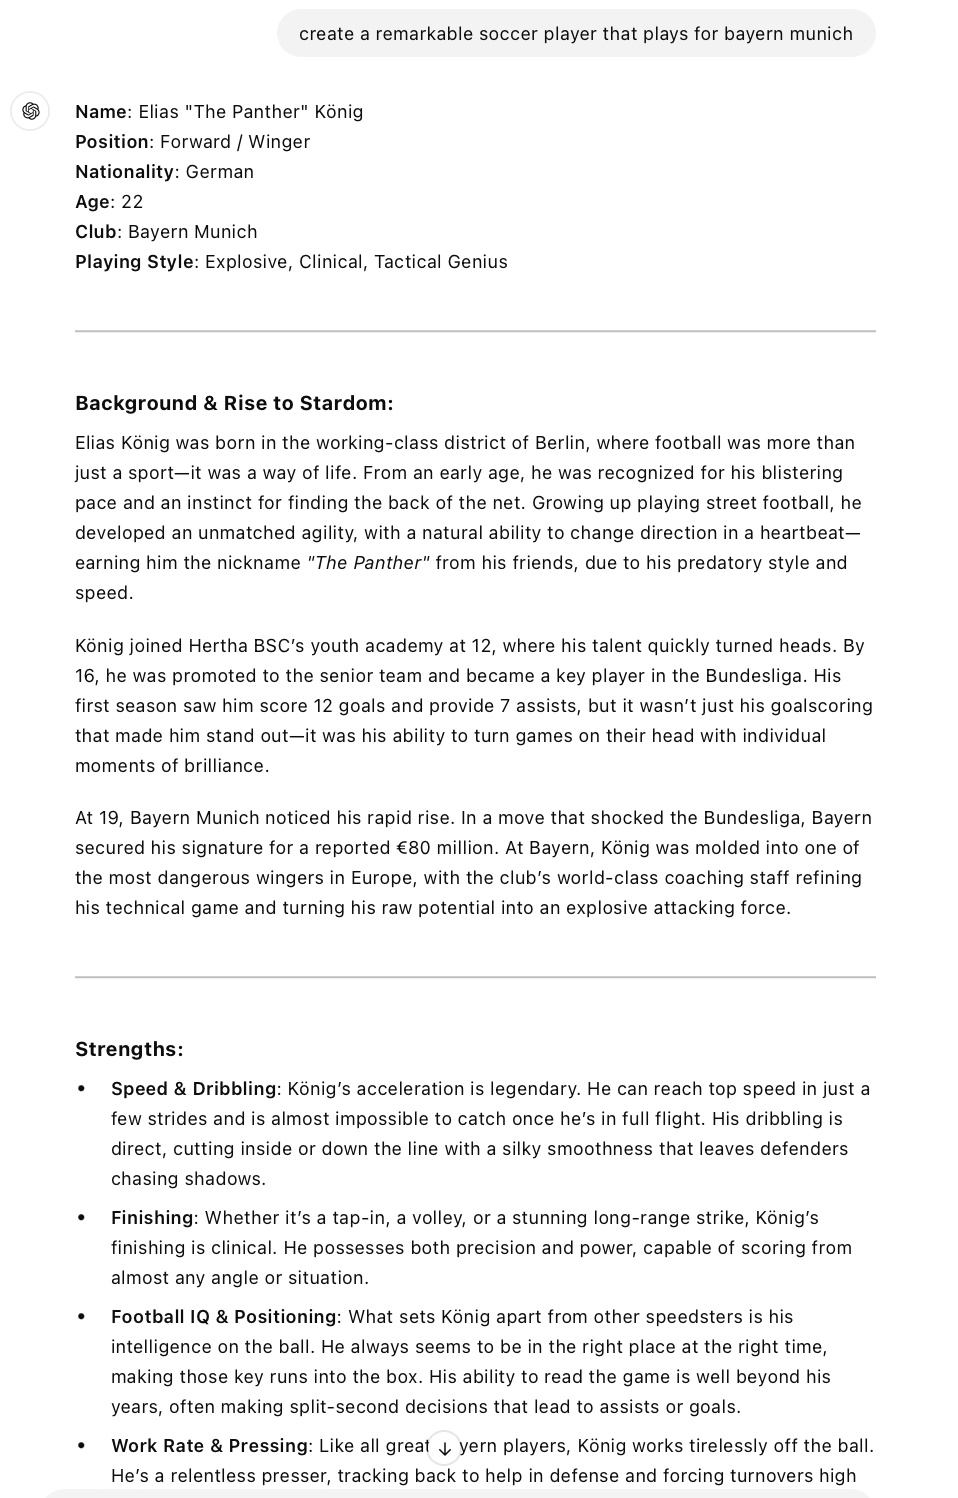 create a remarkable soccer player that plays for bayern munich
Name: Elias "The Panther" König
Position: Forward / Winger
Nationality: German
Age: 22
Club: Bayern Munich
Playing Style: Explosive, Clinical, Tactical Genius
Background & Rise to Stardom:
Elias König was born in the working-class district of Berlin, where football was more than
just a sport—it was a way of life. From an early age, he was recognized for his blistering
pace and an instinct for finding the back of the net. Growing up playing street football, he
developed an unmatched agility, with a natural ability to change direction in a heartbeat—
earning him the nickname "The Panther" from his friends, due to his predatory style and
speed.
König joined Hertha BSC’s youth academy at 12, where his talent quickly turned heads. By
16, he was promoted to the senior team and became a key player in the Bundesliga. His
first season saw him score 12 goals and provide 7 assists, but it wasn’t just his goalscoring
that made him stand out—it was his ability to turn games on their head with individual
moments of brilliance.
At 19, Bayern Munich noticed his rapid rise. In a move that shocked the Bundesliga, Bayern
secured his signature for a reported €80 million. At Bayern, König was molded into one of
the most dangerous wingers in Europe, with the club’s world-class coaching staff refining
his technical game and turning his raw potential into an explosive attacking force.
Strengths:
• Speed & Dribbling: König’s acceleration is legendary. He can reach top speed in just a
few strides and is almost impossible to catch once he’s in full flight. His dribbling is
direct, cutting inside or down the line with a silky smoothness that leaves defenders
chasing shadows.
• Finishing: Whether it’s a tap-in, a volley, or a stunning long-range strike, König’s
finishing is clinical. He possesses both precision and power, capable of scoring from
almost any angle or situation.
• Football IQ & Positioning: What sets König apart from other speedsters is his
intelligence on the ball. He always seems to be in the right place at the right time,
making those key runs into the box. His ability to read the game is well beyond his
years, often making split-second decisions that lead to assists or goals.
• Work Rate & Pressing: Like all great yern players, König works tirelessly off the ball.
He’s a relentless presser, tracking back to help in defense and forcing turnovers high